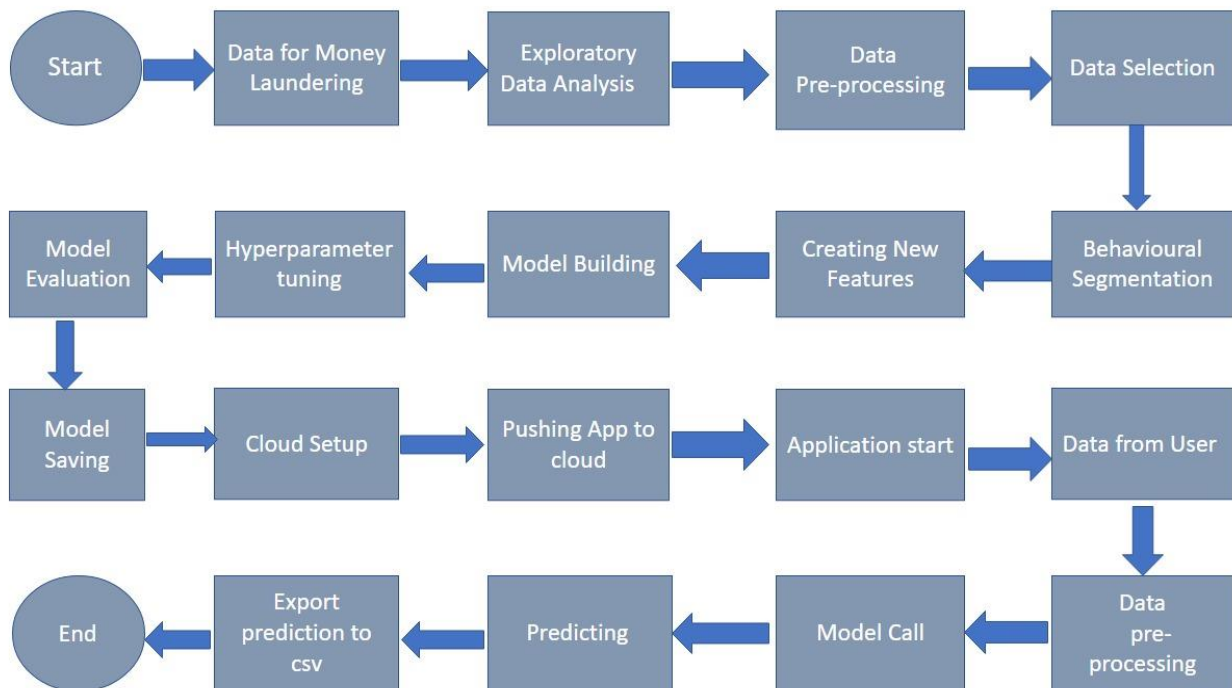 Start
Data for Money
Laundering
Exploratory
Data Analysis
Data
Pre-processing
Data Selection
Behavioural
Segmentation
Creating New
Features
Model Building
Hyperparameter
tuning
Model
Evaluation
Model
Saving
Cloud Setup
Pushing App to
cloud
Application start
Data from User
Data
pre-
processing
Model Call
Predicting
Export
prediction to
csv
End